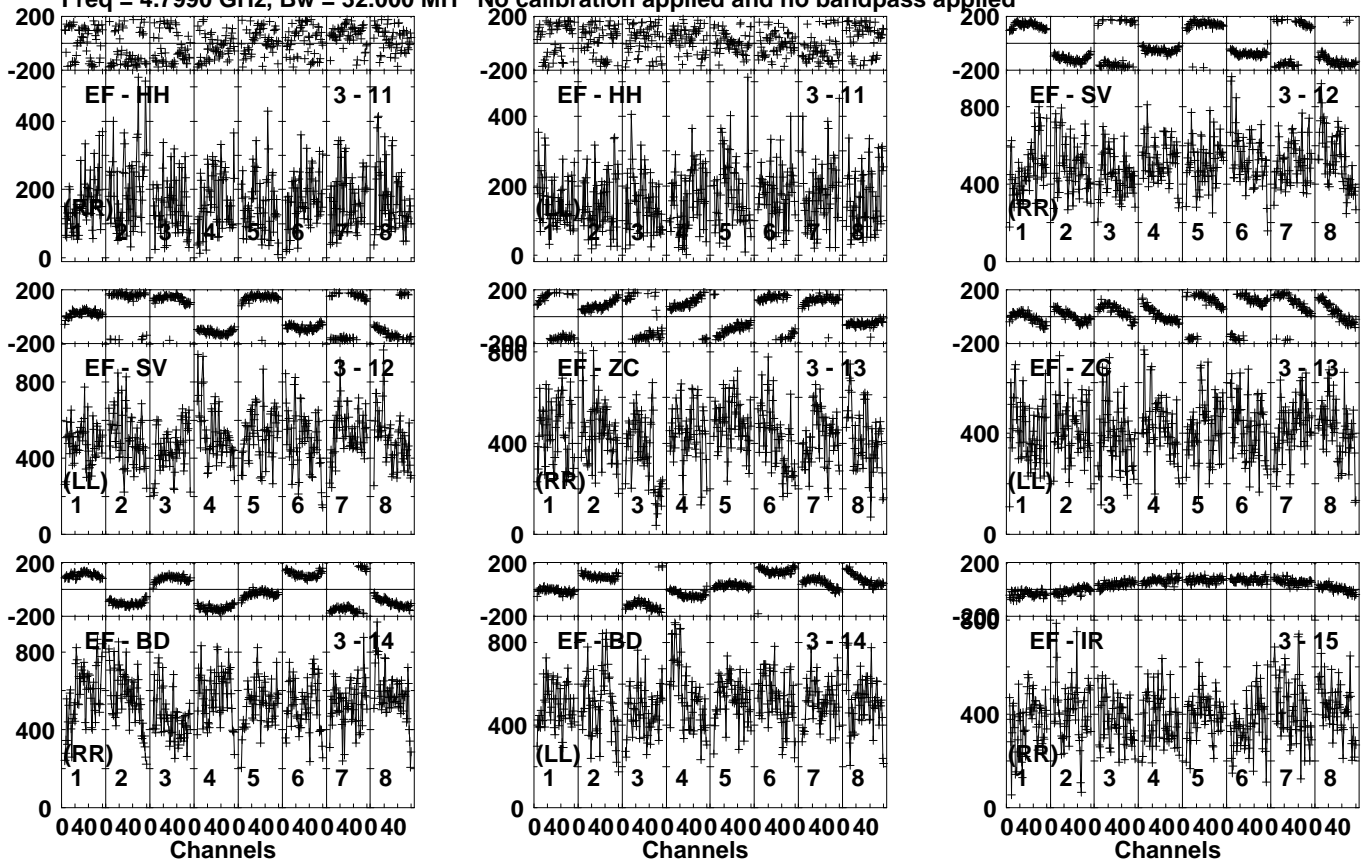 Freq = 4.7990 GHz, Bw = 32.000 MH No calibration applied and no bandpass applied
200 200 200
-200 -200 -200
EF - HH 3 - 11 EF - HH 3 - 11 EF - SV 3 - 12
400 400 800
200 200 400
(RR) (LL) (RR)
1 2 3 4 5 6 7 8 1 2 3 4 5 6 7 8 1 2 3 4 5 6 7 8
0 0 0
200 200 200
-200 -200 -200
800
EF - SV 3 - 12 EF - ZC 3 - 13 EF - ZC 3 - 13
800 800
400 400 400
(LL) (RR) (LL)
1 2 3 4 5 6 7 8 1 2 3 4 5 6 7 8 1 2 3 4 5 6 7 8
0 0 0
200 200 200
-200 -200 -200
800
EF - BD 3 - 14 EF - BD 3 - 14 EF - IR 3 - 15
800 800
400 400 400
(RR) (LL) (RR)
1 2 3 4 5 6 7 8 1 2 3 4 5 6 7 8 1 2 3 4 5 6 7 8
0 0 0
0 40 0 40 0 40 0 40 0 40 0 40 0 40 0 40 0 40 0 40 0 40 0 40 0 40 0 40 0 40 0 40 0 40 0 40 0 40 0 40 0 40 0 40 0 40 0 40
Channels Channels Channels